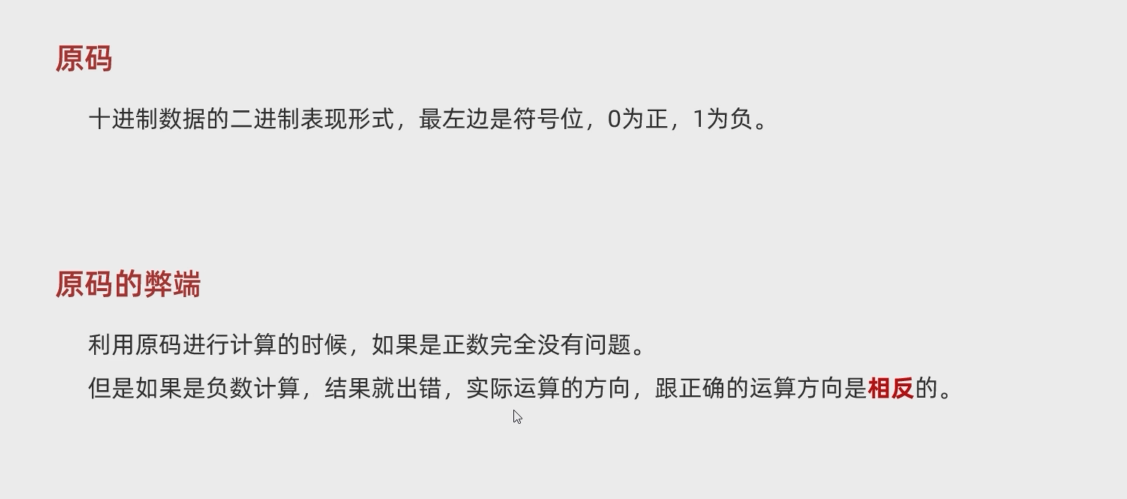 原码
十进制数据的二进制表现形式，最左边是符号位，0为正，1为负。
原码的弊端
利用原码进行计算的时候，如果是正数完全没有问题。
但是如果是负数计算，结果就出错，实际运算的方向，跟正确的运算方向是相反的。